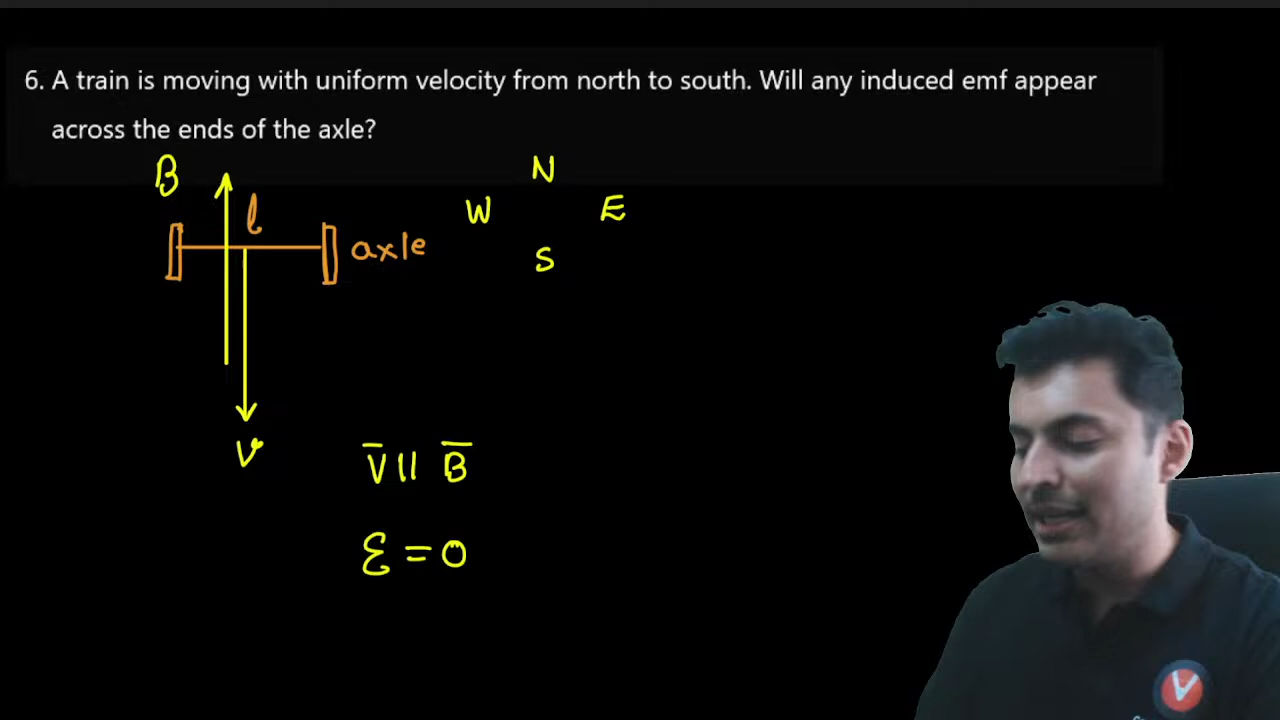 6. A train is moving with uniform velocity from north to south. Will any induced emf appear
across the ends of the axle?
B
N
l
W
E
axle
S
v
V̅ || B̅
Ɛ = 0
V